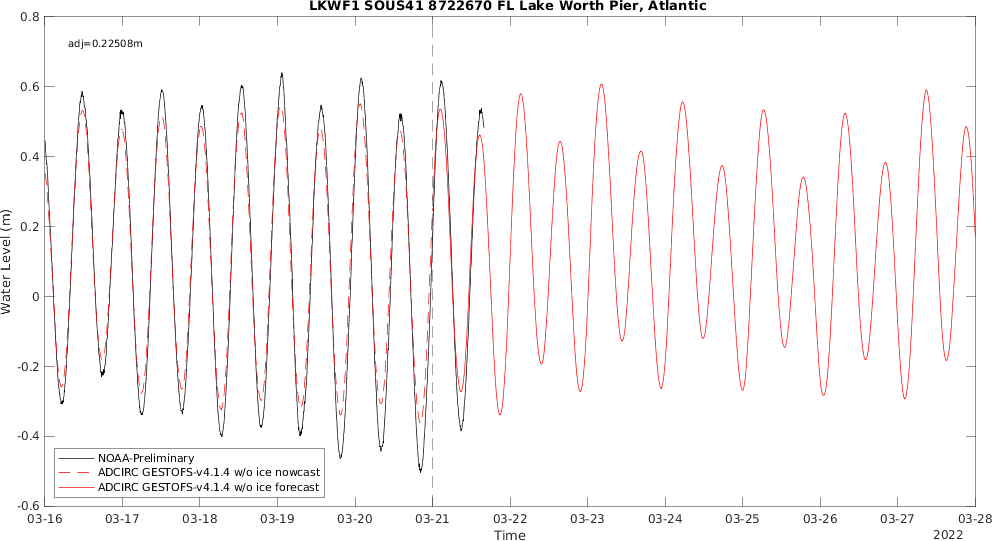 LKWF1 SOUS41 8722670 FL Lake Worth Pier, Atlantic
0.8
adj=0.22508m
0.6
0.4
0.2
Water Level (m)
0
-0.2
-0.4
NOAA-Preliminary
ADCIRC GESTOFS-v4.1.4 w/o ice nowcast
ADCIRC GESTOFS-v4.1.4 w/o ice forecast
-0.6
03-16 03-17 03-18 03-19 03-20 03-21 03-22 03-23 03-24 03-25 03-26 03-27 03-28
Time
2022